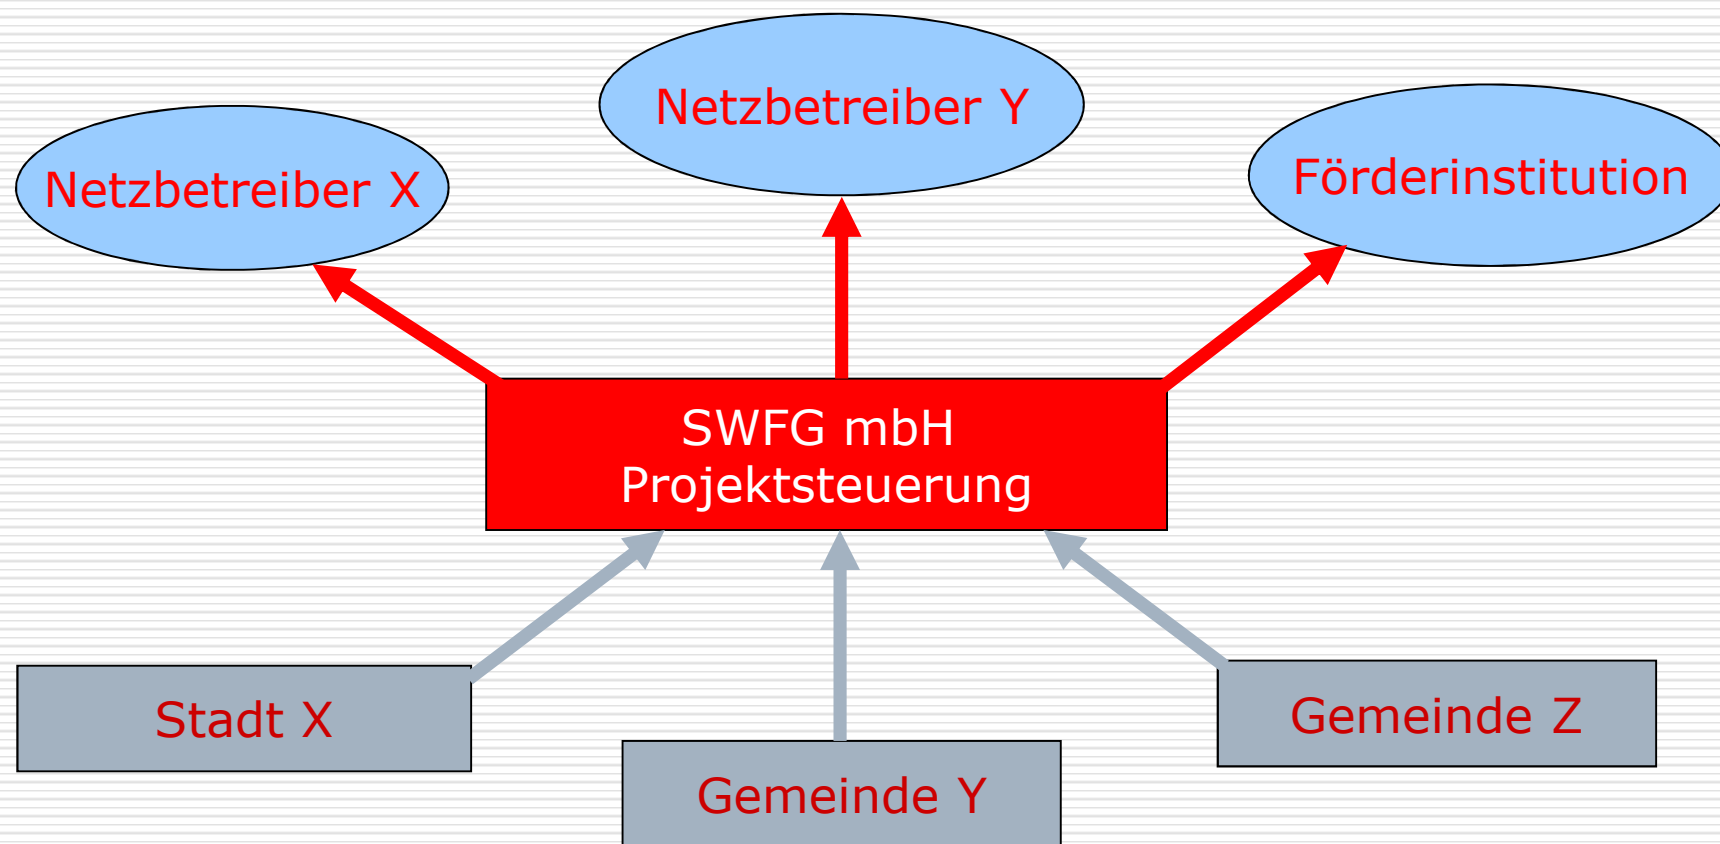 Netzbetreiber Y
Netzbetreiber X
Förderinstitution
SWFG mbH
Projektsteuerung
Stadt X
Gemeinde Z
Gemeinde Y